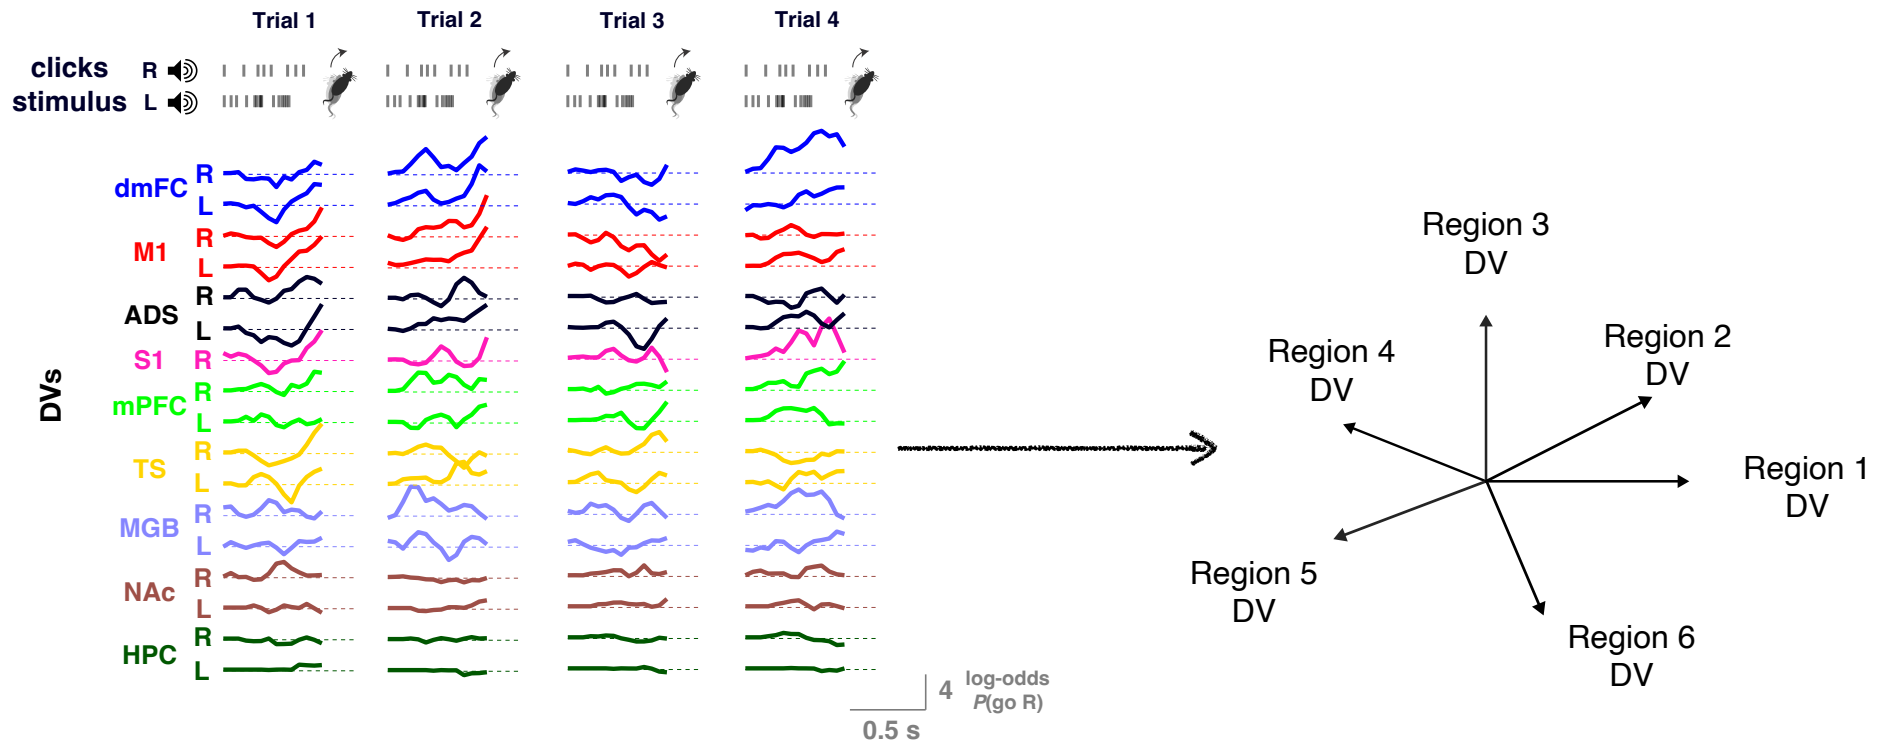 Trial 1
Trial 2
Trial 3
Trial 4
clicks
stimulus
R
L
DVs
dmFC
R
L
M1
R
L
ADS
R
L
S1
R
mPFC
R
L
TS
R
L
MGB
R
L
NAc
R
L
HPC
R
L
4
log-odds
P(go R)
0.5 s
Region 3
DV
Region 2
DV
Region 4
DV
Region 1
DV
Region 5
DV
Region 6
DV